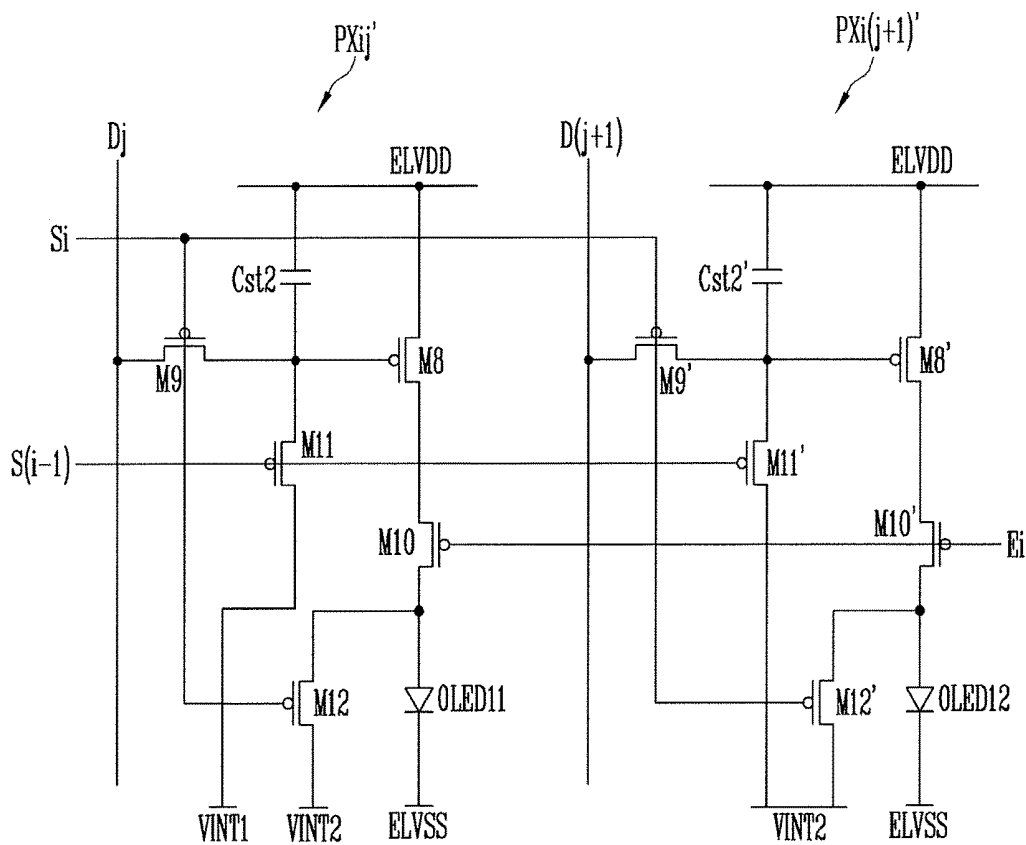 PXij'
PXi(j+1)'
Dj
D(j+1)
ELVDD
ELVDD
Si
Cst2
Cst2'
M9
M8
M9'
M8'
S(i-1)
M11
M11'
M10
M10'
Ei
M12
OLED11
M12'
OLED12
VINT1
VINT2
ELVSS
VINT2
ELVSS